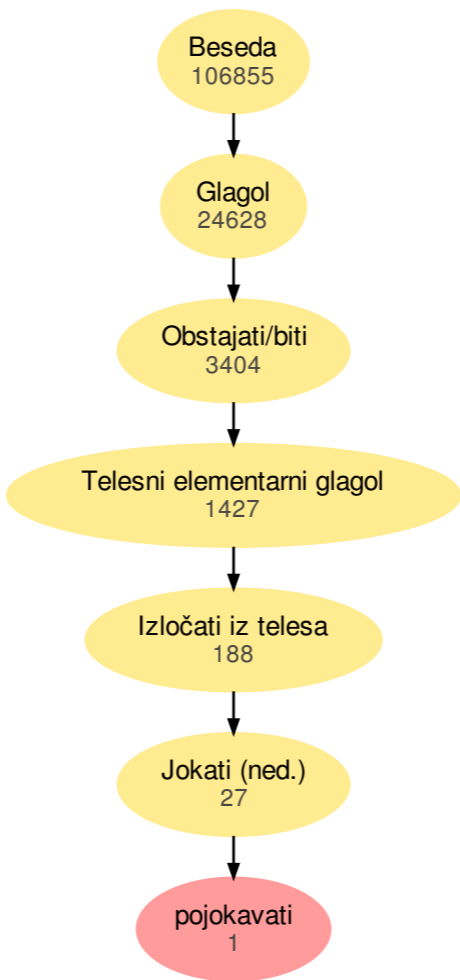 Beseda
106855
Glagol
24628
Obstajati/biti
3404
Telesni elementarni glagol
1427
Izločati iz telesa
188
Jokati (ned.)
27
pojokavati
1